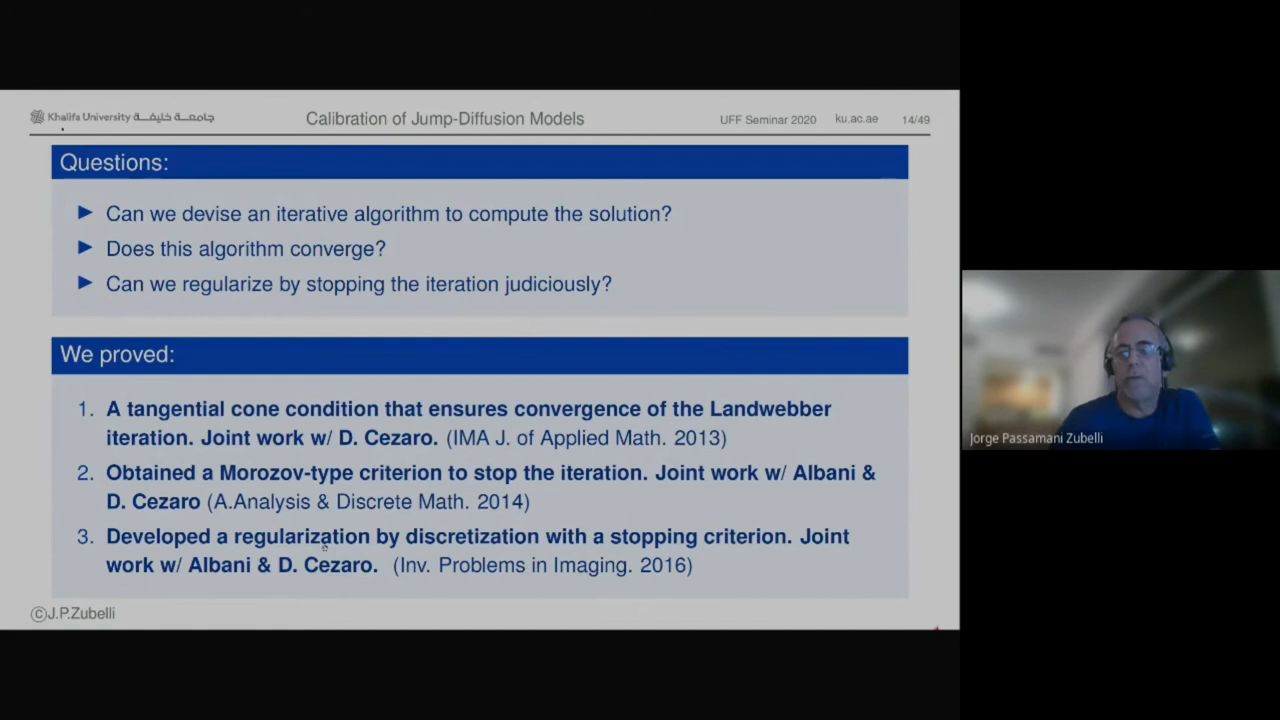 Khalifa University جامعة خليفة
Calibration of Jump-Diffusion Models
UFF Seminar 2020
ku.ac.ae
14/49
Questions:
► Can we devise an iterative algorithm to compute the solution?
► Does this algorithm converge?
► Can we regularize by stopping the iteration judiciously?
We proved:
1. A tangential cone condition that ensures convergence of the Landwebber
iteration. Joint work w/ D. Cezaro. (IMA J. of Applied Math. 2013)
2. Obtained a Morozov-type criterion to stop the iteration. Joint work w/ Albani &
D. Cezaro (A.Analysis & Discrete Math. 2014)
3. Developed a regularization by discretization with a stopping criterion. Joint
work w/ Albani & D. Cezaro. (Inv. Problems in Imaging. 2016)
©J.P.Zubelli
Jorge Passamani Zubelli